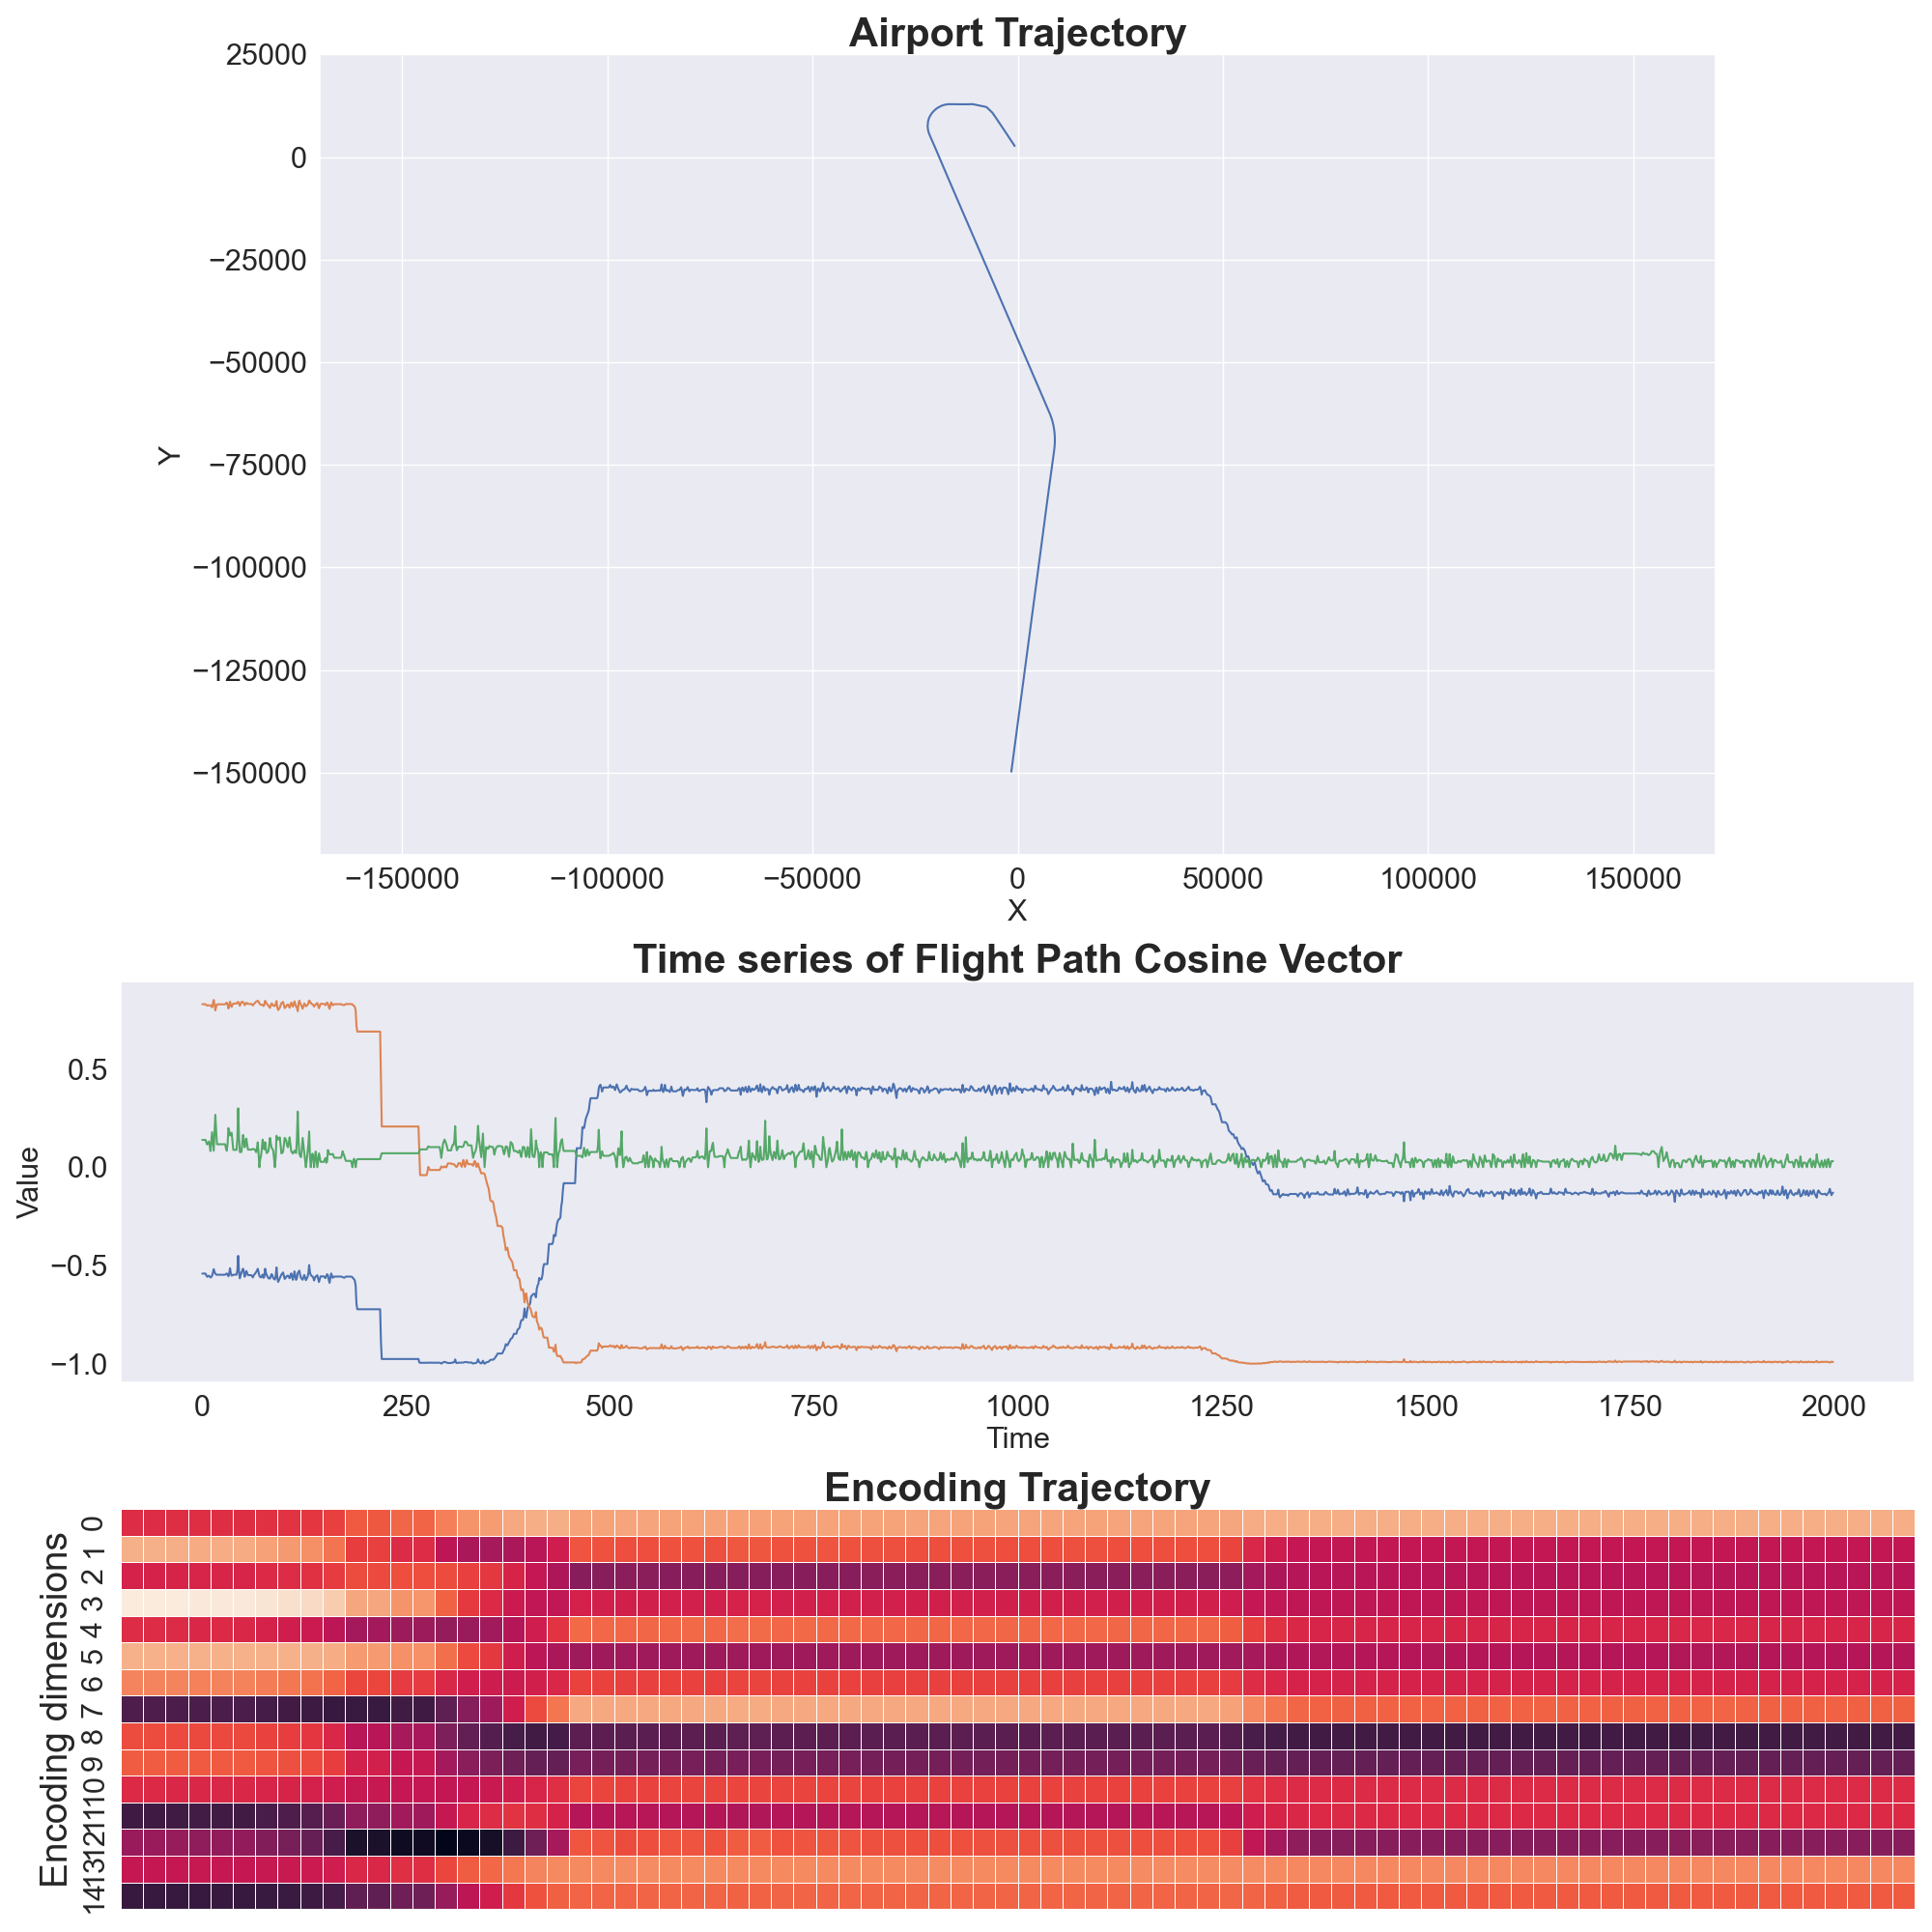 Airport Trajectory
25000
0
−25000
−50000
−75000
−100000
−125000
−150000
Y
−150000 −100000 −50000 0 50000 100000 150000
X
Time series of Flight Path Cosine Vector
0.5
0.0
−0.5
−1.0
Value
0 250 500 750 1000 1250 1500 1750 2000
Time
Encoding Trajectory
Encoding dimensions
0
1
2
3
4
5
6
7
8
9
10
11
12
13
14